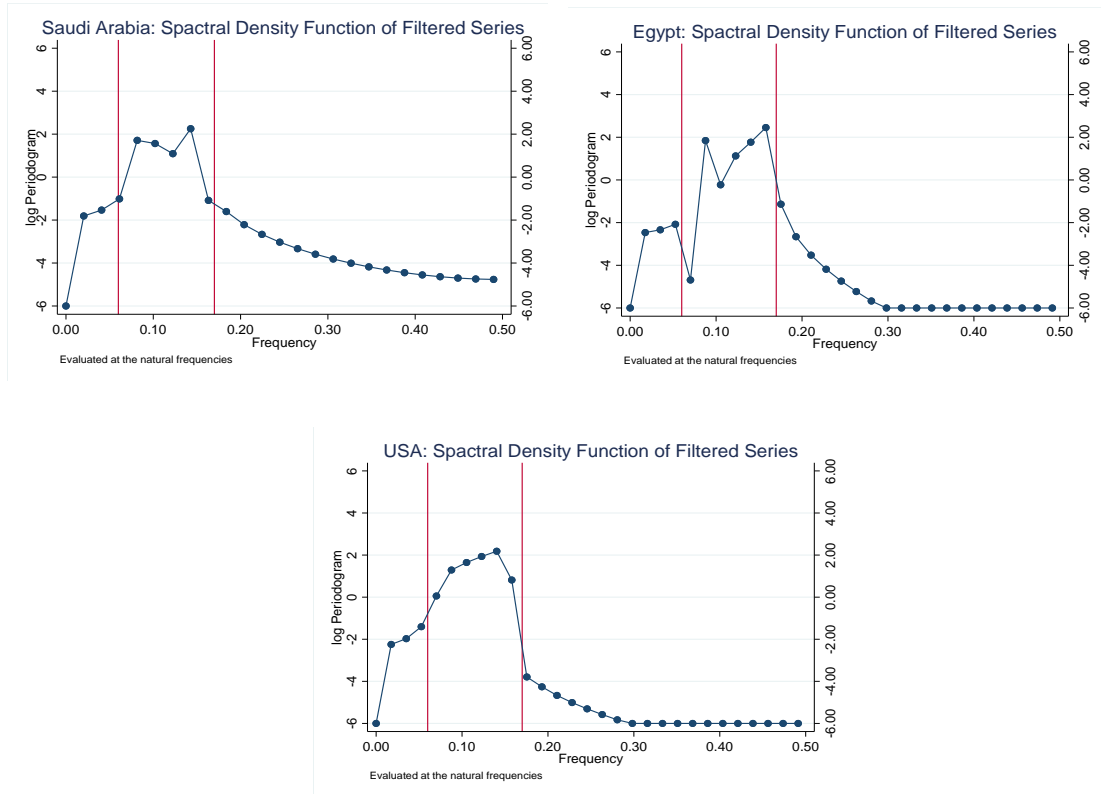 Saudi Arabia: Spactral Density Function of Filtered Series
log Periodogram
6
4
2
0
-2
-4
-6
6.00
4.00
2.00
0.00
-2.00
-4.00
-6.00
0.00 0.10 0.20 0.30 0.40 0.50
Frequency
Evaluated at the natural frequencies
Egypt: Spactral Density Function of Filtered Series
log Periodogram
6
4
2
0
-2
-4
-6
6.00
4.00
2.00
0.00
-2.00
-4.00
-6.00
0.00 0.10 0.20 0.30 0.40 0.50
Frequency
Evaluated at the natural frequencies
USA: Spactral Density Function of Filtered Series
log Periodogram
6
4
2
0
-2
-4
-6
6.00
4.00
2.00
0.00
-2.00
-4.00
-6.00
0.00 0.10 0.20 0.30 0.40 0.50
Frequency
Evaluated at the natural frequencies